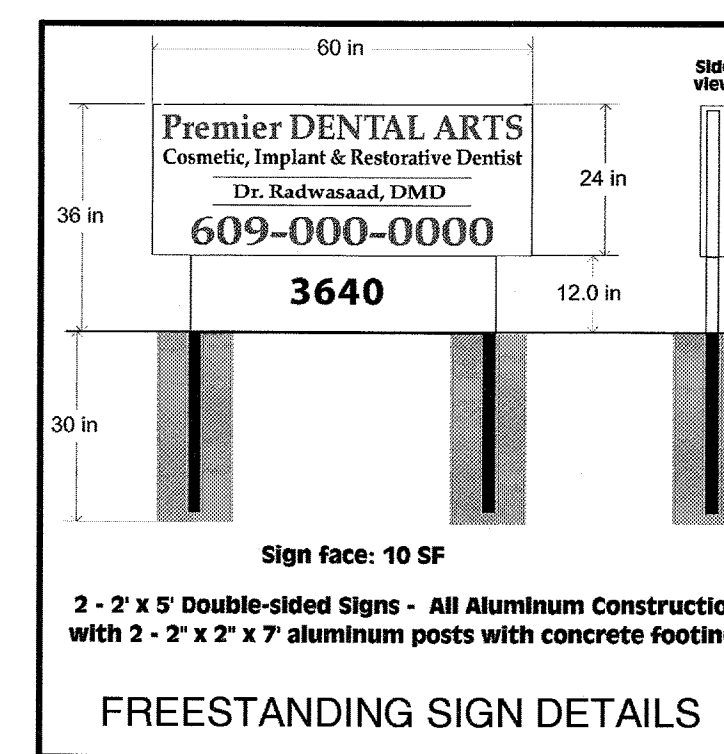 60 in
Side
view
Premier DENTAL ARTS
Cosmetic, Implant & Restorative Dentist
Dr. Radwasaad, DMD
609-000-0000
24 in
36 in
3640
12.0 in
30 in
Sign face: 10 SF
2 - 2' x 5' Double-sided Signs - All Aluminum Constructio
with 2 - 2" x 2" x 7' aluminum posts with concrete footin
FREESTANDING SIGN DETAILS